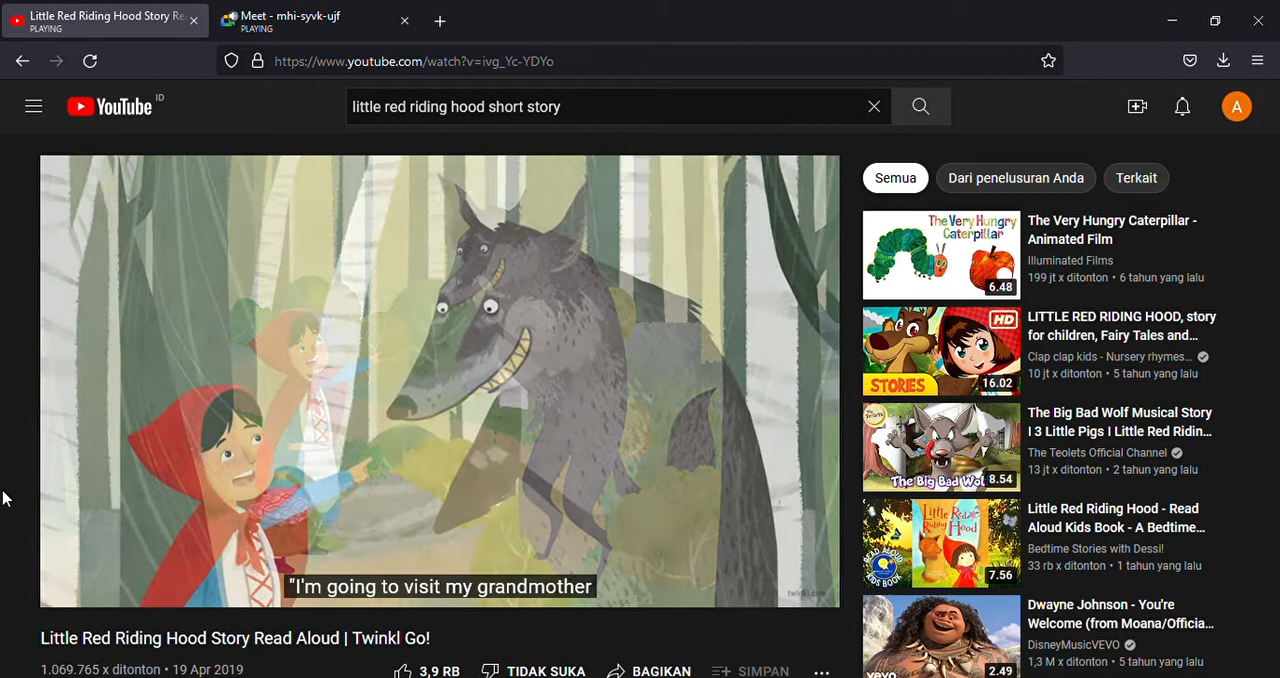 Little Red Riding Hood Story Re
PLAYING
Meet - mhi-syvk-ujf
PLAYING
https://www.youtube.com/watch?v=ivg_Yc-YDYo
YouTube ID
little red riding hood short story
A
Semua
Dari penelusuran Anda
Terkait
The Very Hungry Caterpillar
6.48
The Very Hungry Caterpillar -
Animated Film
Illuminated Films
199 jt x ditonton • 6 tahun yang lalu
HD
STORIES
16.02
LITTLE RED RIDING HOOD, story
for children, Fairy Tales and...
Clap clap kids - Nursery rhymes...
10 jt x ditonton • 5 tahun yang lalu
The Big Bad Wol
8.54
The Big Bad Wolf Musical Story
I 3 Little Pigs I Little Red Ridin...
The Teolets Official Channel
13 jt x ditonton • 2 tahun yang lalu
Little Red
Riding Hood
READ ALOUD
KIDS BOOK
7.56
Little Red Riding Hood - Read
Aloud Kids Book - A Bedtime...
Bedtime Stories with Dessi!
33 rb x ditonton • 1 tahun yang lalu
vevo
2.49
Dwayne Johnson - You're
Welcome (from Moana/Officia...
DisneyMusicVEVO
1,3 M x ditonton • 5 tahun yang lalu
"I'm going to visit my grandmother
twinkl.com
Little Red Riding Hood Story Read Aloud | Twinkl Go!
1.069.765 x ditonton • 19 Apr 2019
3,9 RB
TIDAK SUKA
BAGIKAN
SIMPAN